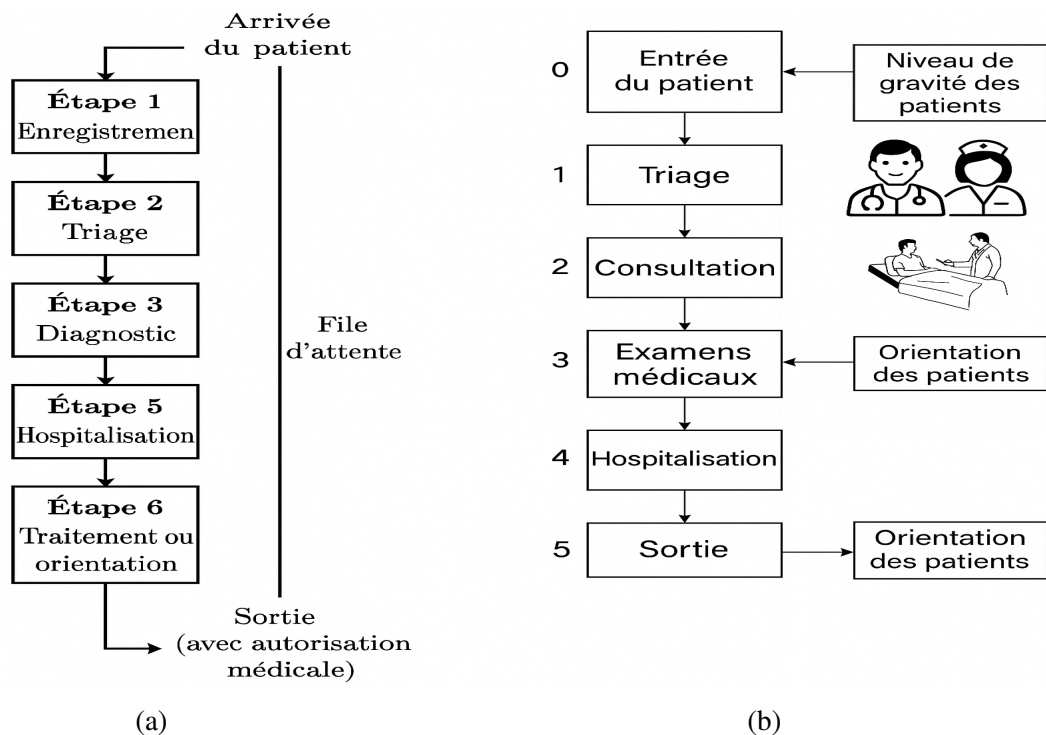 Arrivée
du patient
Étape 1
Enregistremen
Étape 2
Triage
Étape 3
Diagnostic
Étape 5
Hospitalisation
Étape 6
Traitement ou
orientation
File
d'attente
Sortie
(avec autorisation
médicale)
(a)
0
Entrée
du patient
Niveau de
gravité des
patients
1
Triage
2
Consultation
3
Examens
médicaux
Orientation
des patients
4
Hospitalisation
5
Sortie
Orientation
des patients
(b)